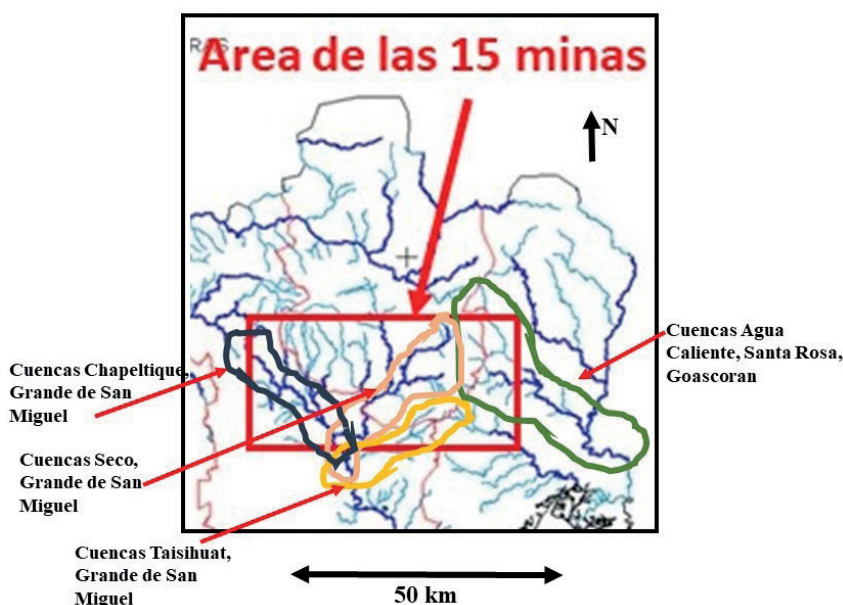 RAS
Area de las 15 minas
N
Cuencas Agua
Caliente, Santa Rosa,
Goascoran
Cuencas Chapeltique,
Grande de San
Miguel
Cuencas Seco,
Grande de San
Miguel
Cuencas Taisihuat,
Grande de San
Miguel
50 km